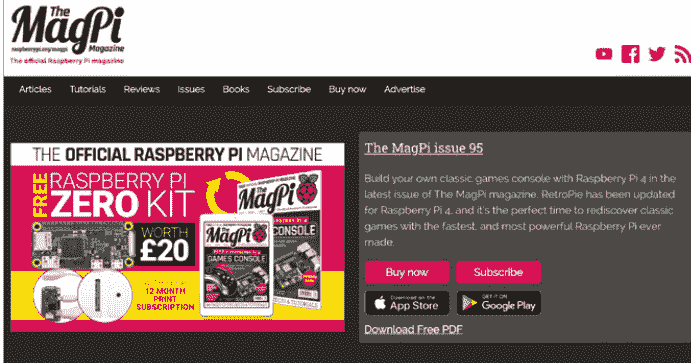 The
MagPi
Magazine
raspberrypi.org/magpi
The official Raspberry Pi magazine
Articles Tutorials Reviews Issues Books Subscribe Buy now Advertise
THE OFFICIAL RASPBERRY PI MAGAZINE
FREE
RASPBERRY PI
ZERO KIT
WORTH
£20
12 MONTH
PRINT
SUBSCRIPTION
The
MagPi
CONSOLE
MagPi
GAMES CONSOLE
The MagPi issue 95
Build your own classic games console with Raspberry Pi 4 in the
latest issue of The MagPi magazine. RetroPie has been updated
for Raspberry Pi 4, and it's the perfect time to rediscover classic
games with the fastest, and most powerful Raspberry Pi ever
made.
Buy now Subscribe
Download on the
App Store
GET IT ON
Google Play
Download Free PDF